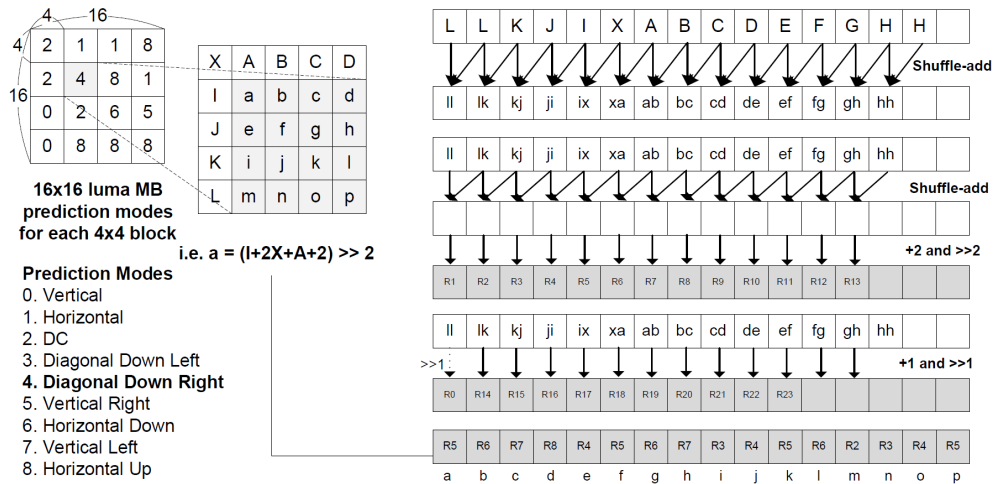 4 16
4
16
2 1 1 8
2 4 8 1
0 2 6 5
0 8 8 8
16x16 luma MB
prediction modes
for each 4x4 block
X A B C D
I a b c d
J e f g h
K i j k l
L m n o p
i.e. a = (I+2X+A+2) >> 2
Prediction Modes
0. Vertical
1. Horizontal
2. DC
3. Diagonal Down Left
4. Diagonal Down Right
5. Vertical Right
6. Horizontal Down
7. Vertical Left
8. Horizontal Up
L L K J I X A B C D E F G H H
Shuffle-add
ll lk kj ji ix xa ab bc cd de ef fg gh hh
ll lk kj ji ix xa ab bc cd de ef fg gh hh
Shuffle-add
+2 and >>2
R1 R2 R3 R4 R5 R6 R7 R8 R9 R10 R11 R12 R13
ll lk kj ji ix xa ab bc cd de ef fg gh hh
>>1
+1 and >>1
R0 R14 R15 R16 R17 R18 R19 R20 R21 R22 R23
R5 R6 R7 R8 R4 R5 R6 R7 R3 R4 R5 R6 R2 R3 R4 R5
a b c d e f g h i j k l m n o p